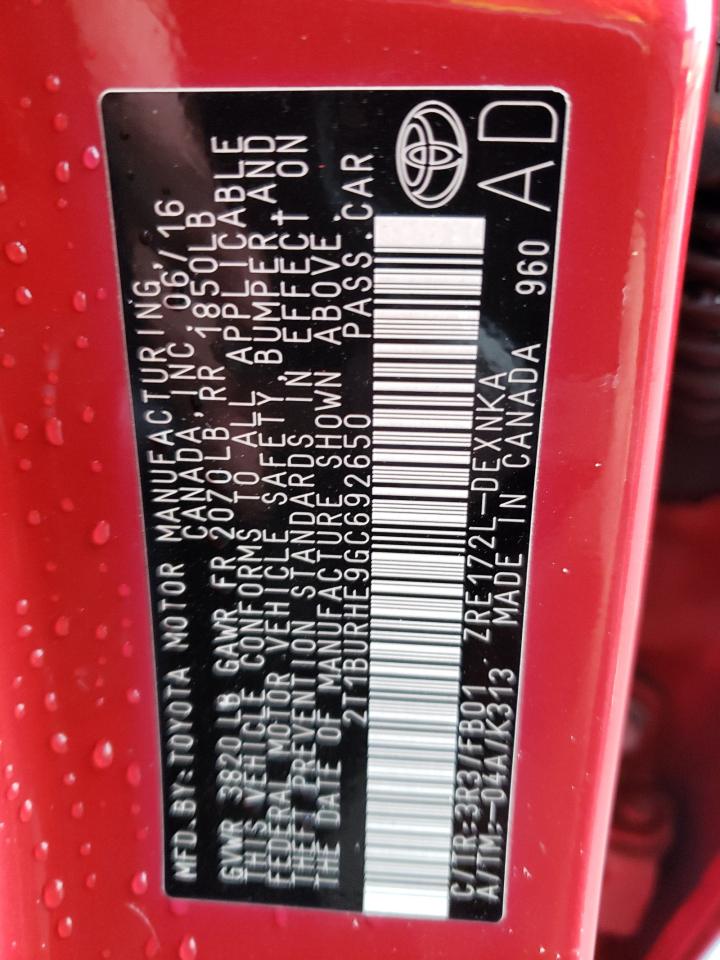 MFD.BY:TOYOTA MOTOR MANUFACTURING
CANADA, INC. 06/16
GVWR 3820 LB GAWR FR 2070LB RR 1850LB
THIS VEHICLE CONFORMS TO ALL APPLICABLE
FEDERAL MOTOR VEHICLE SAFETY, BUMPER, AND
THEFT PREVENTION STANDARDS IN EFFECT ON
THE DATE OF MANUFACTURE SHOWN ABOVE.
2T1BURHE9GC692650 PASS.CAR
C/TR:3R3/FB01 ZRE172L-DEXNKA 960
A/TM:-04A/K313 MADE IN CANADA
AD